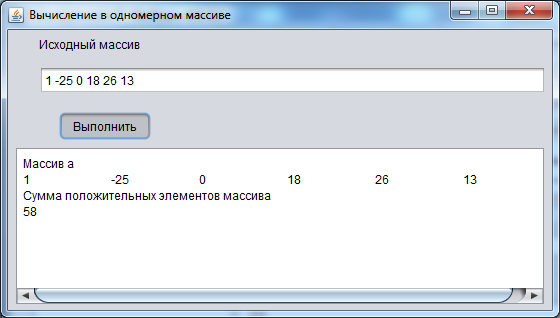 Вычисление в одномерном массиве
Исходный массив
1 -25 0 18 26 13
Выполнить
Массив a
1 -25 0 18 26 13
Сумма положительных элементов массива
58